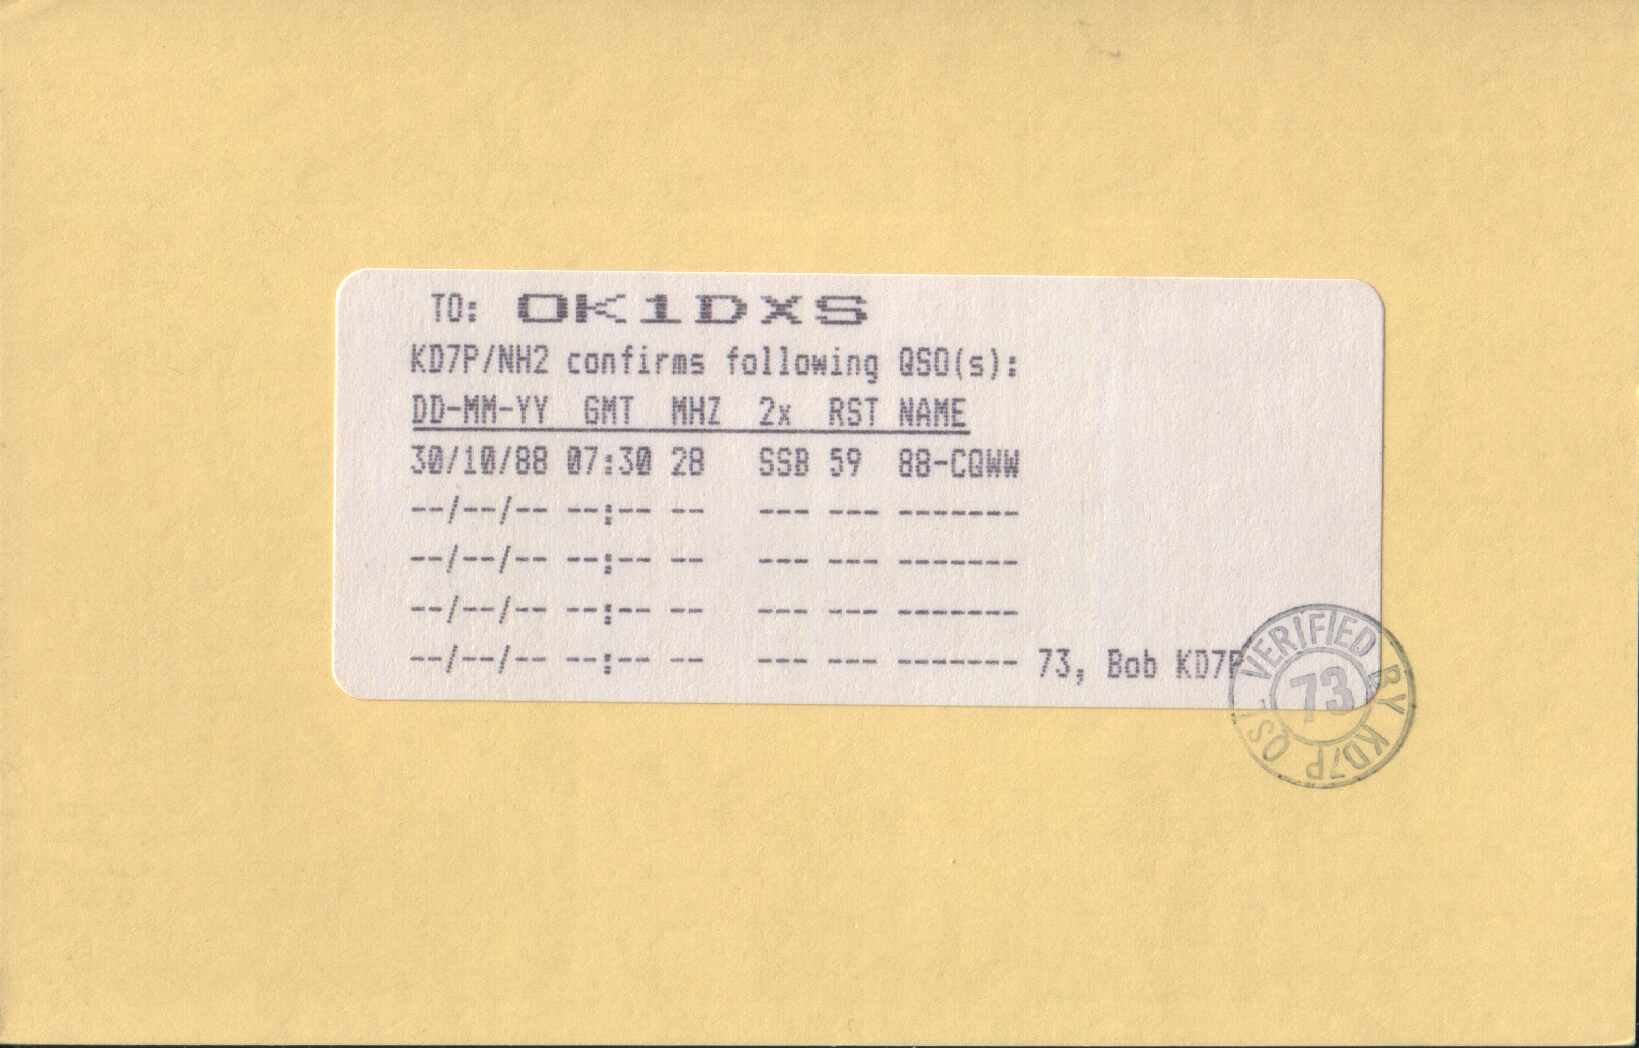 TO: OK1DXS
KD7P/NH2 confirms following QSO(s):
DD-MM-YY GMT MHZ 2x RST NAME
30/10/88 07:30 28 SSB 59 88-CQWW
--/--/-- --:-- -- --- --- -------
--/--/-- --:-- -- --- --- -------
--/--/-- --:-- -- --- --- -------
--/--/-- --:-- -- --- --- ------- 73, Bob KD7P
QSL VERIFIED BY KD7P
73